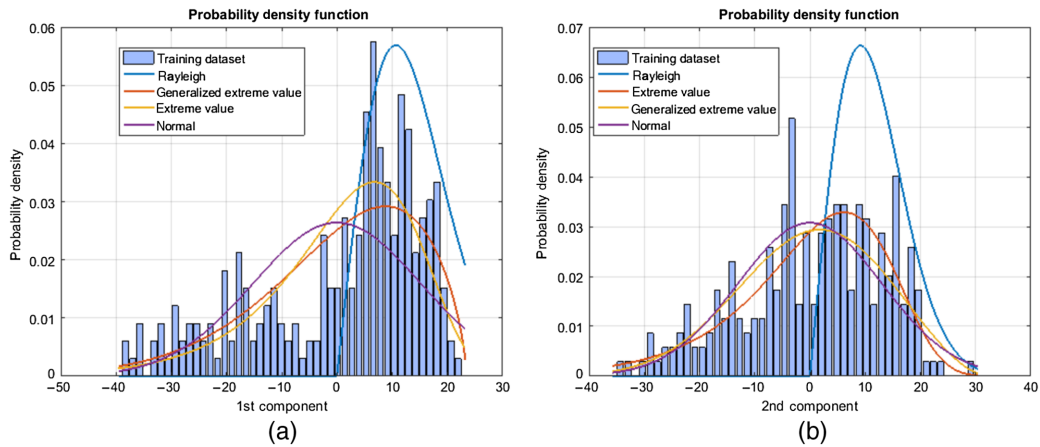 Probability density function
0.06
0.05
0.04
0.03
0.02
0.01
0
Probability density
Training dataset
Rayleigh
Generalized extreme value
Extreme value
Normal
−50 −40 −30 −20 −10 0 10 20 30
1st component
(a)
Probability density function
0.07
0.06
0.05
0.04
0.03
0.02
0.01
0
Probability density
Training dataset
Rayleigh
Extreme value
Generalized extreme value
Normal
−40 −30 −20 −10 0 10 20 30 40
2nd component
(b)